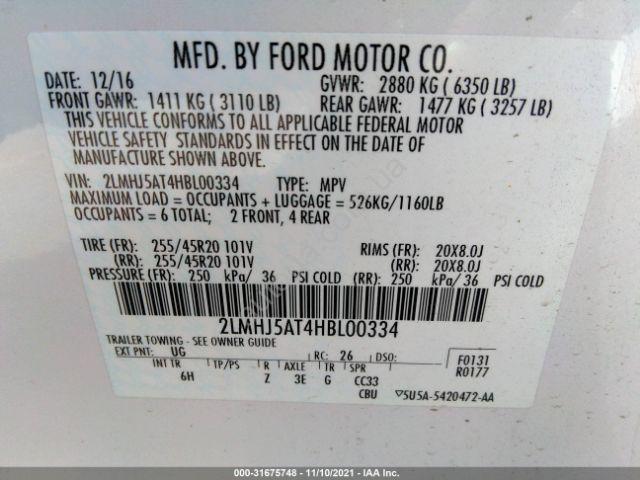 MFD. BY FORD MOTOR CO.
DATE: 12/16 GVWR: 2880 KG ( 6350 LB)
FRONT GAWR: 1411 KG ( 3110 LB) REAR GAWR: 1477 KG ( 3257 LB)
THIS VEHICLE CONFORMS TO ALL APPLICABLE FEDERAL MOTOR
VEHICLE SAFETY STANDARDS IN EFFECT ON THE DATE OF
MANUFACTURE SHOWN ABOVE.
VIN: 2LMHJ5AT4HBL00334 TYPE: MPV
MAXIMUM LOAD = OCCUPANTS + LUGGAGE = 526KG/1160LB
OCCUPANTS = 6 TOTAL; 2 FRONT, 4 REAR
TIRE (FR): 255/45R20 101V RIMS (FR): 20X8.0J
(RR): 255/45R20 101V (RR): 20X8.0J
PRESSURE (FR): 250 kPa/ 36 PSI COLD (RR): 250 kPa/ 36 PSI COLD
2LMHJ5AT4HBL00334
TRAILER TOWING - SEE OWNER GUIDE
EXT PNT: UG RC: 26 DSO: F0131
R0177
INT TR TP/PS R AXLE TR SPR
6H Z 3E G CC33
CBU 5U5A-5420472-AA
000-31675748 - 11/10/2021 - IAA Inc.